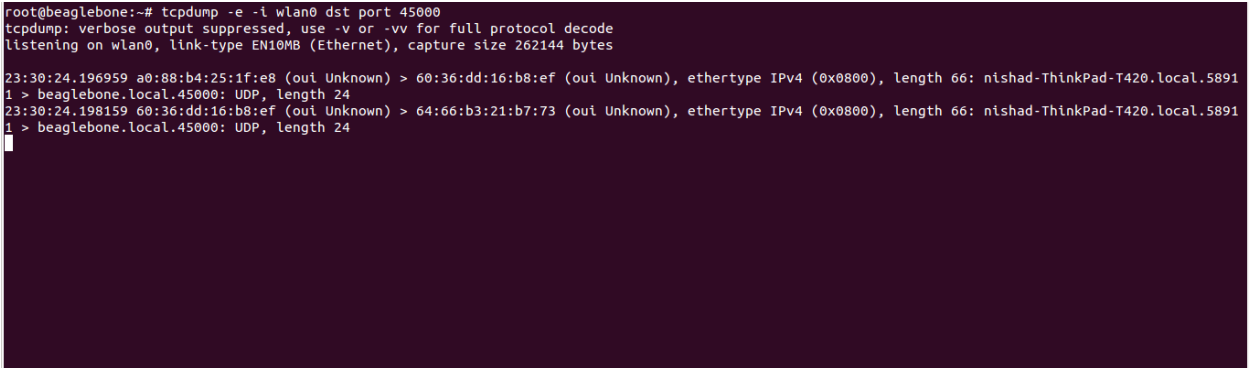 root@beaglebone:~# tcpdump -e -i wlan0 dst port 45000
tcpdump: verbose output suppressed, use -v or -vv for full protocol decode
listening on wlan0, link-type EN10MB (Ethernet), capture size 262144 bytes
23:30:24.196959 a0:88:b4:25:1f:e8 (oui Unknown) > 60:36:dd:16:b8:ef (oui Unknown), ethertype IPv4 (0x0800), length 66: nishad-ThinkPad-T420.local.5891
1 > beaglebone.local.45000: UDP, length 24
23:30:24.198159 60:36:dd:16:b8:ef (oui Unknown) > 64:66:b3:21:b7:73 (oui Unknown), ethertype IPv4 (0x0800), length 66: nishad-ThinkPad-T420.local.5891
1 > beaglebone.local.45000: UDP, length 24